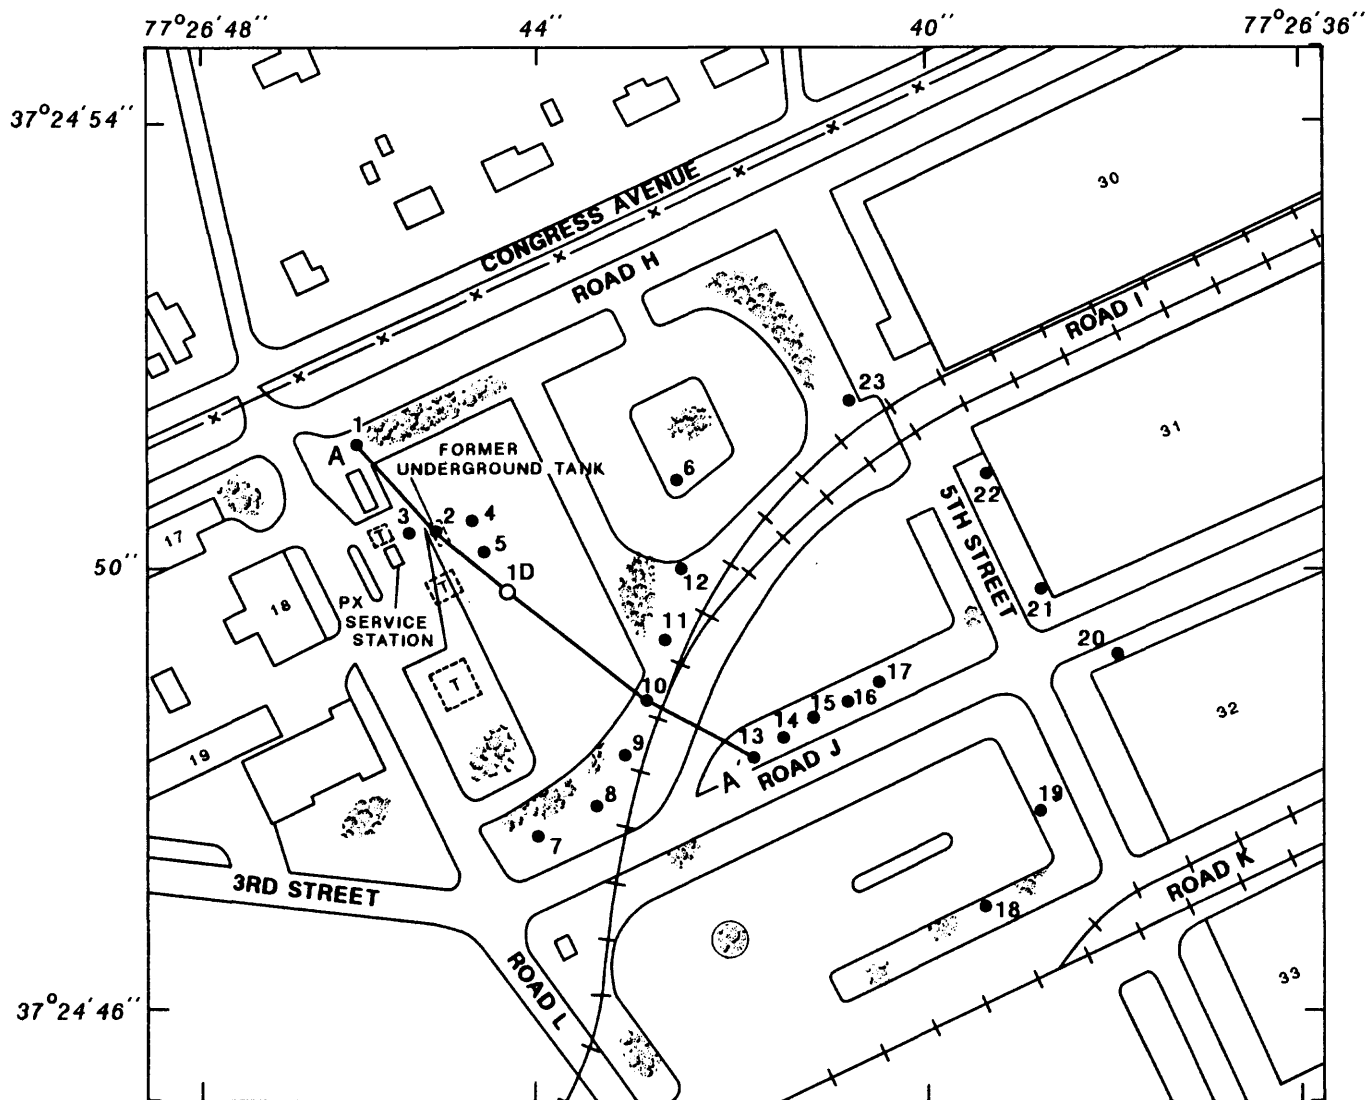 77°26'48" 44" 40" 77°26'36"
37°24'54"
30
CONGRESS AVENUE
ROAD H
ROAD I
23
31
1
A
FORMER
UNDERGROUND TANK
6
22
5TH STREET
17
T
3
2
4
5
50"
1D
12
T
18
PX
SERVICE
STATION
21
11
20
T
10
17
16
15
14
13
32
19
9
A'
ROAD J
8
19
7
3RD STREET
ROAD K
18
ROAD L
33
37°24'46"